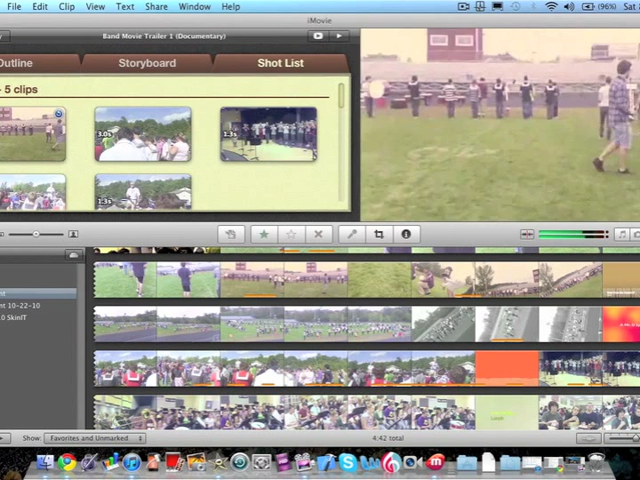 File Edit Clip View Text Share Window Help
(96%) Sat
iMovie
Band Movie Trailer 1 (Documentary)
Outline Storyboard Shot List
- 5 clips
3.0s
1.3s
1.3s
nt
nt 10-22-10
0 SkinIT
Show: Favorites and Unmarked
4:42 total